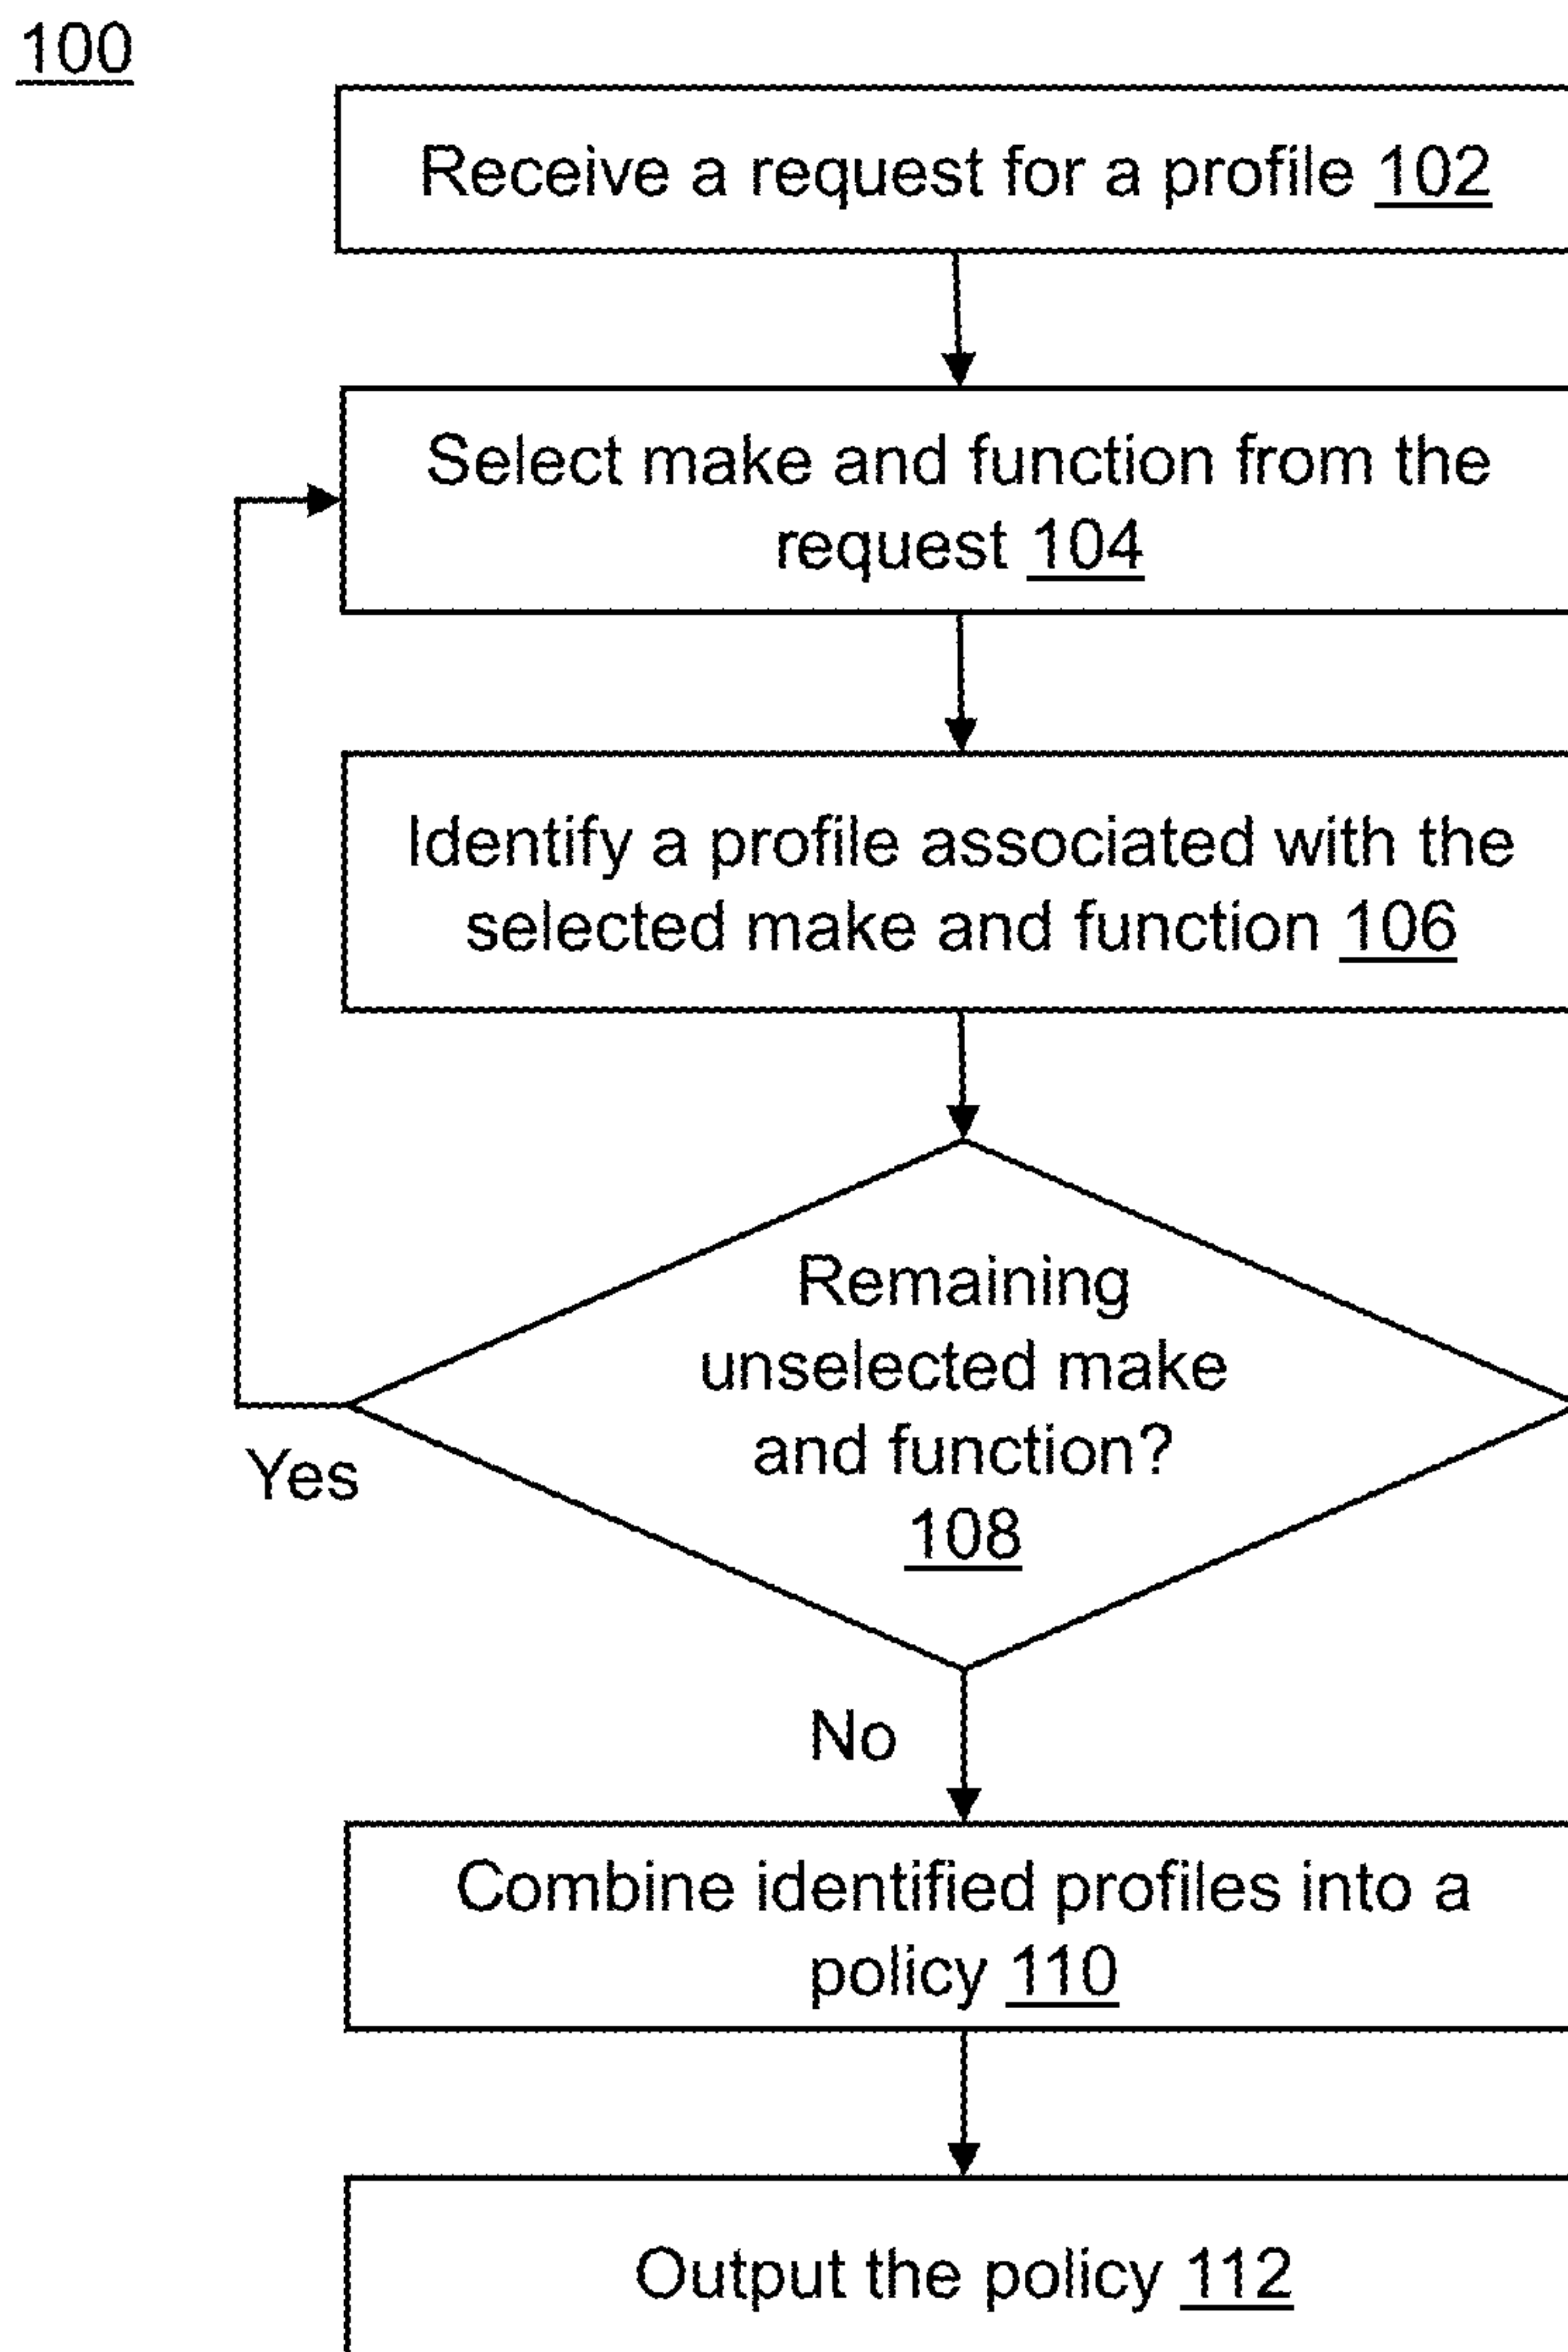 100
Receive a request for a profile 102
Select make and function from the
request 104
Identify a profile associated with the
selected make and function 106
Remaining
unselected make
and function?
108
Yes
No
Combine identified profiles into a
policy 110
Output the policy 112